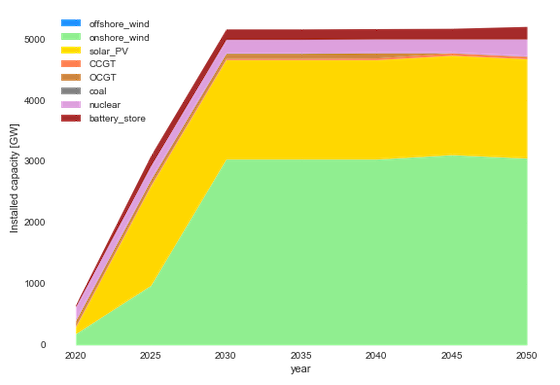 offshore_wind
onshore_wind
solar_PV
CCGT
OCGT
coal
nuclear
battery_store
Installed capacity [GW]
5000
4000
3000
2000
1000
0
2020 2025 2030 2035 2040 2045 2050
year